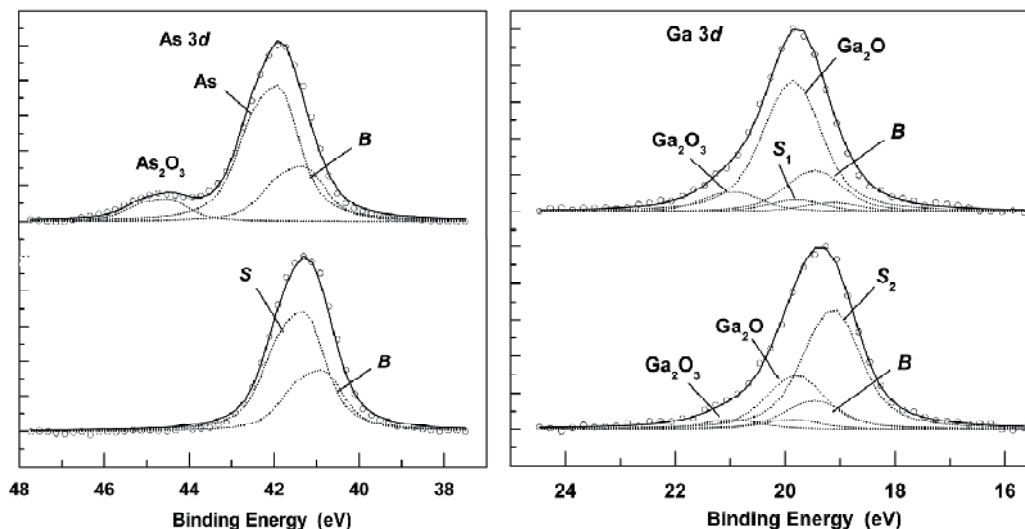 As 3d
As
B
As₂O₃
S
B
48 46 44 42 40 38
Binding Energy (eV)
Ga 3d
Ga₂O
Ga₂O₃
S₁
B
S₂
Ga₂O
Ga₂O₃
B
24 22 20 18 16
Binding Energy (eV)